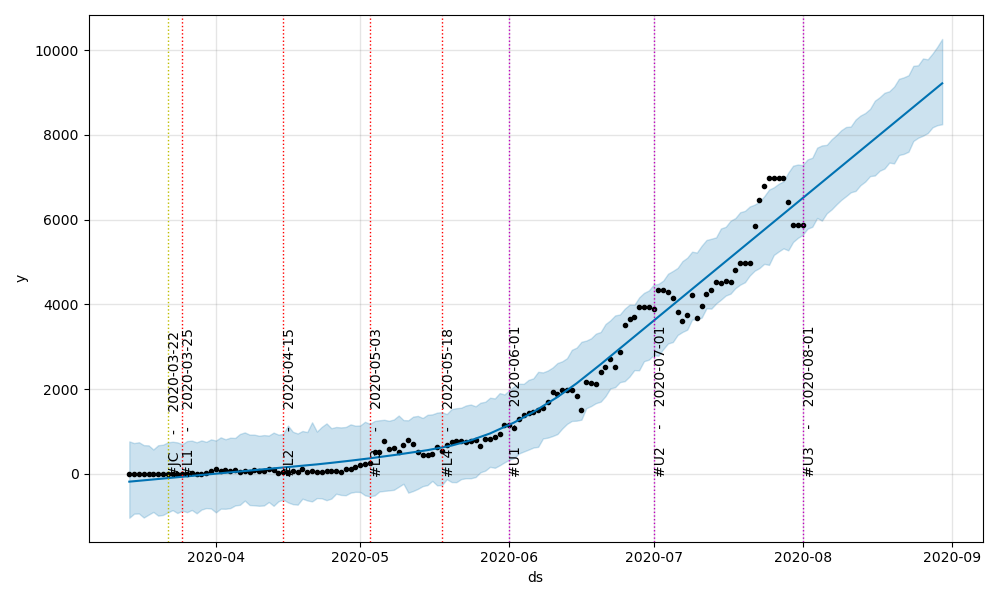 10000
8000
6000
4000
2000
0
y
#JC - 2020-03-22
#L1 - 2020-03-25
#L2 - 2020-04-15
#L3 - 2020-05-03
#L4 - 2020-05-18
#U1 - 2020-06-01
#U2 - 2020-07-01
#U3 - 2020-08-01
2020-04
2020-05
2020-06
2020-07
2020-08
2020-09
ds